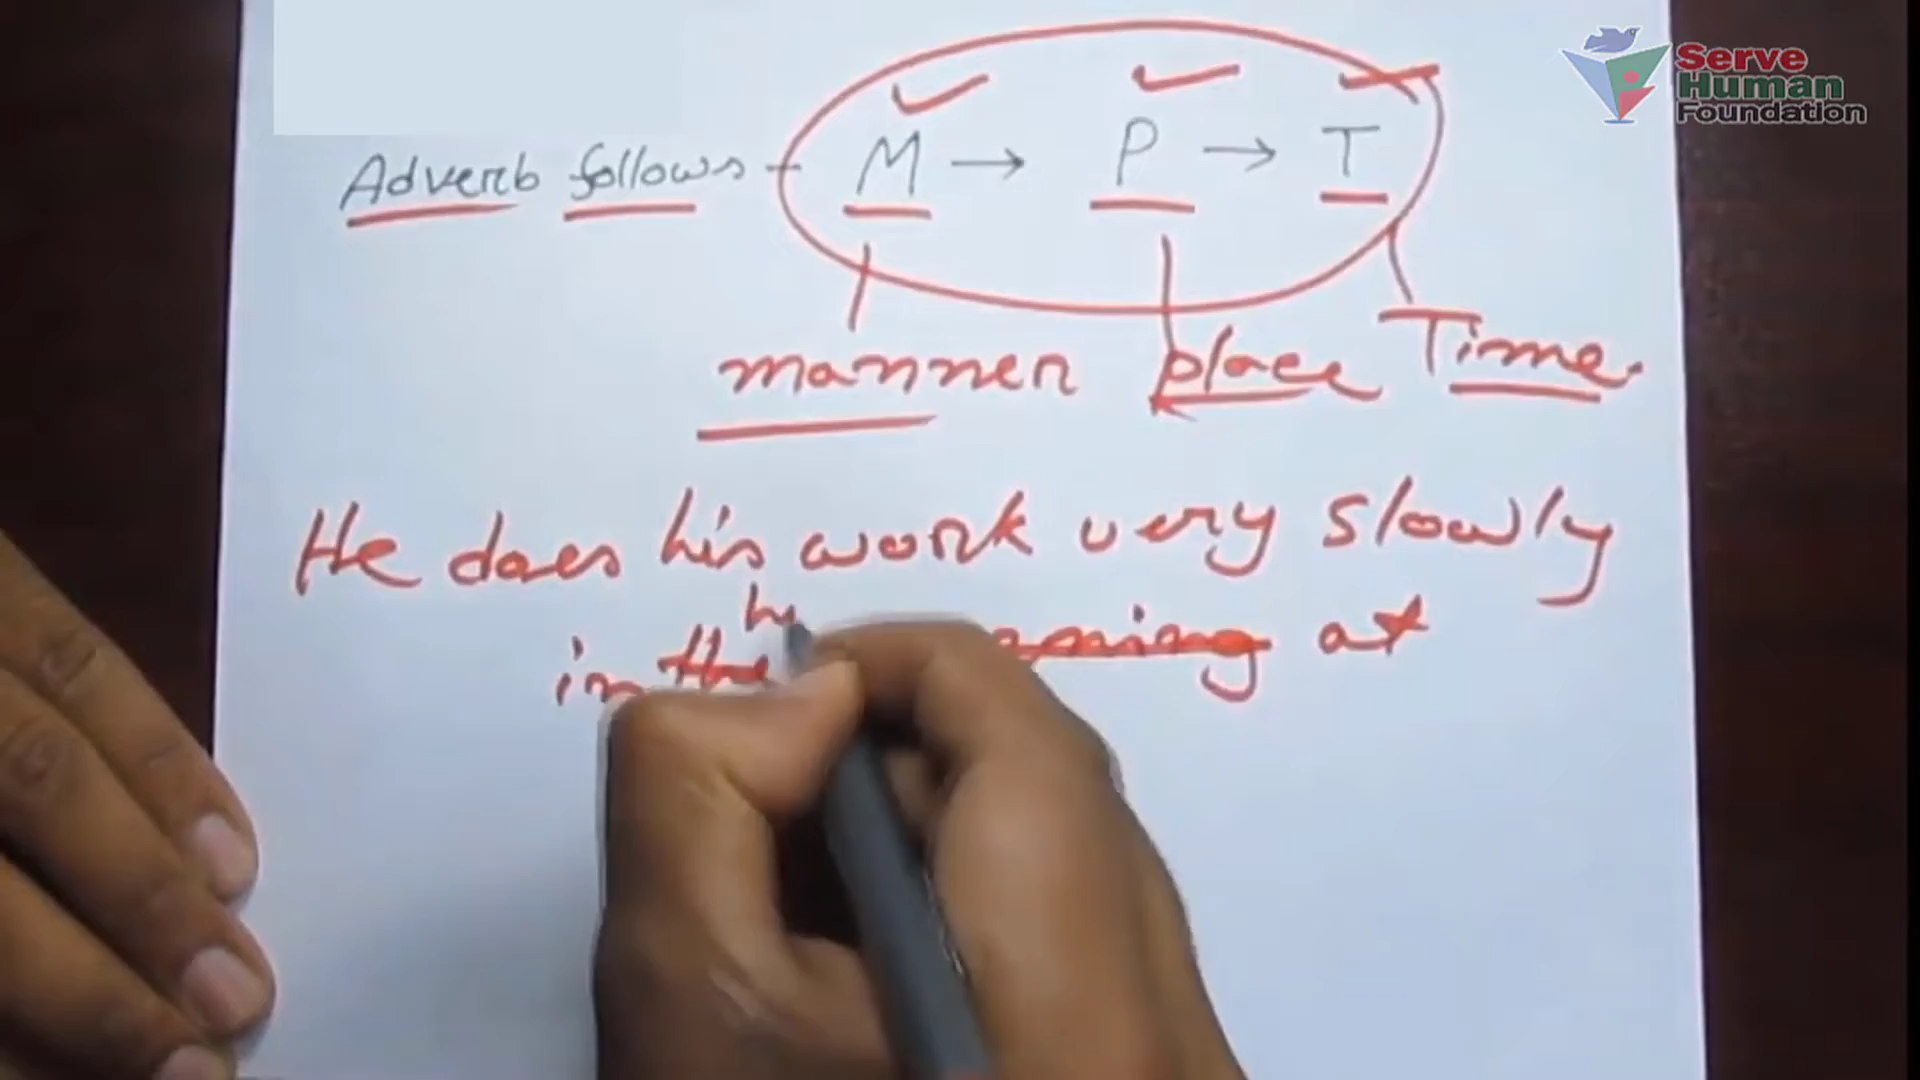 Serve
Human
Foundation
Adverb follows - M → P → T
manner place Time.
He does his work very slowly
in the at